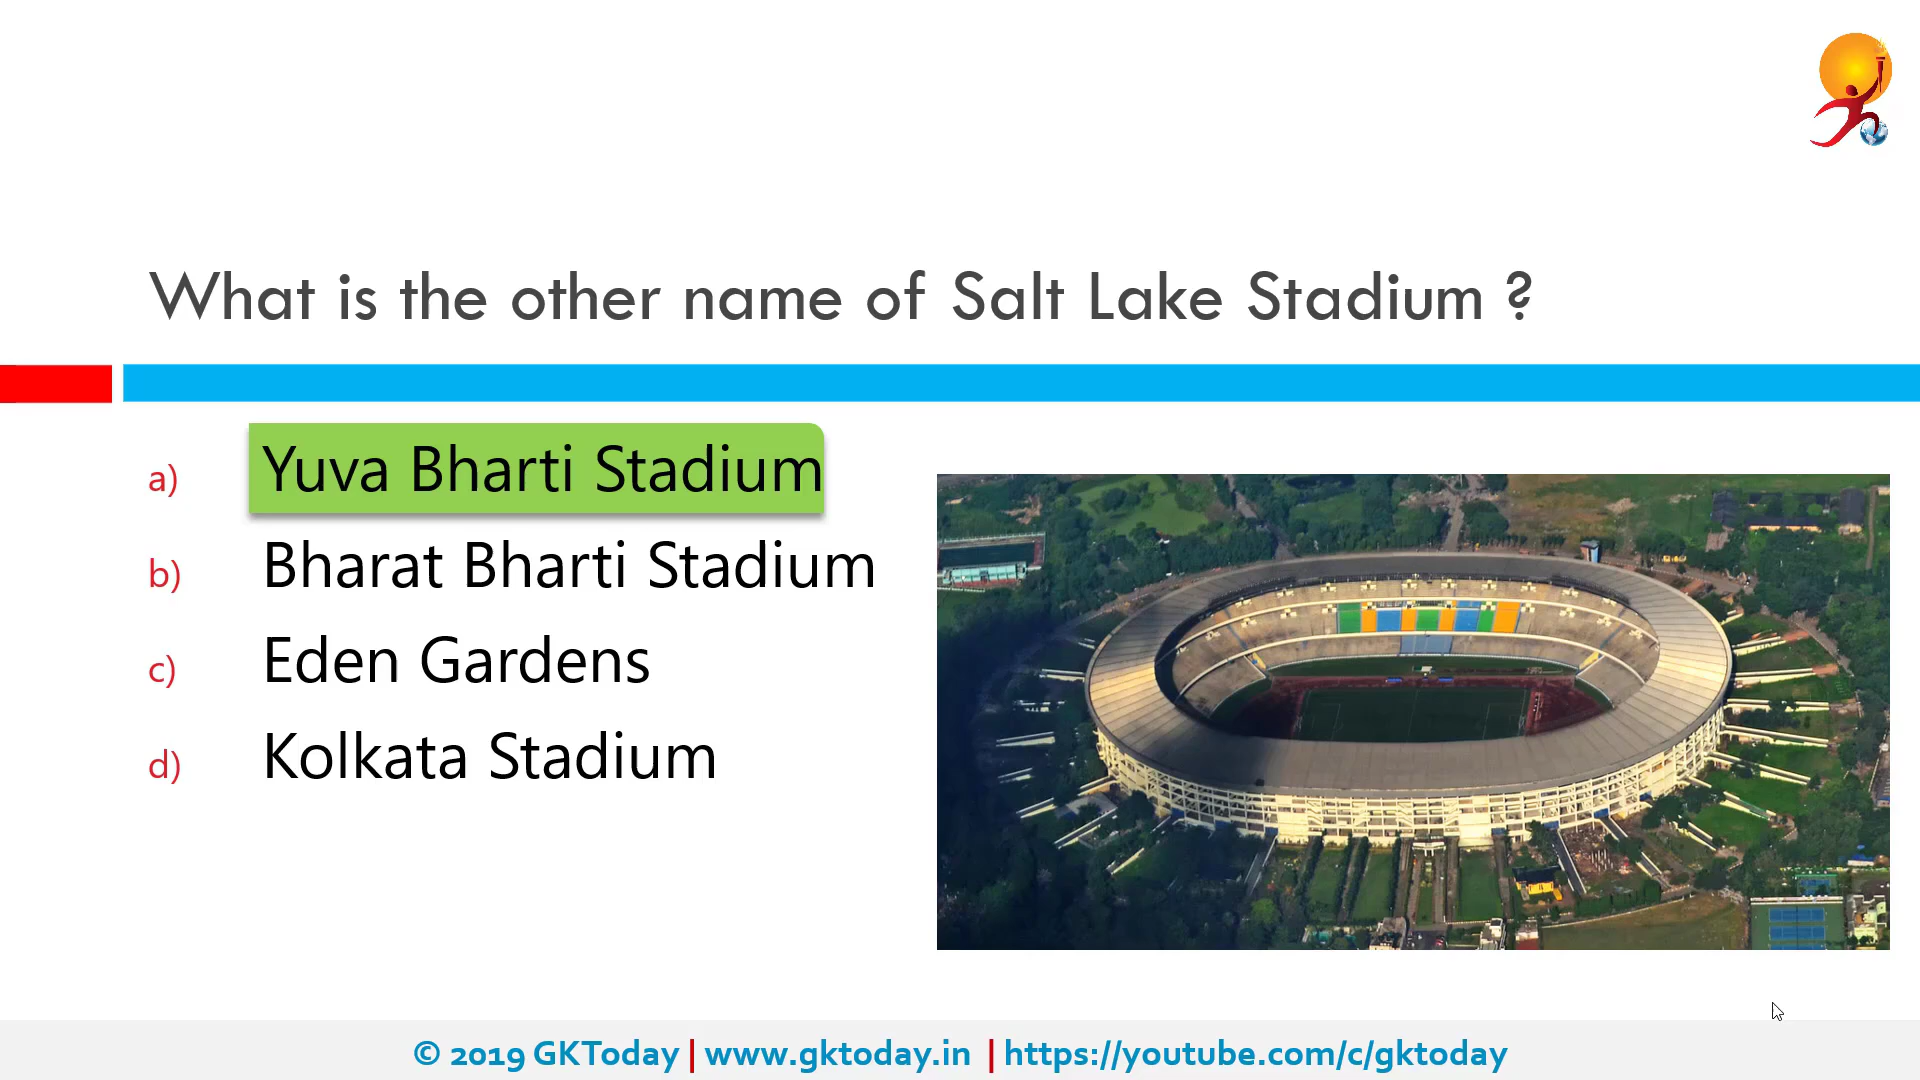 What is the other name of Salt Lake Stadium ?
a) Yuva Bharti Stadium
b) Bharat Bharti Stadium
c) Eden Gardens
d) Kolkata Stadium
© 2019 GKToday | www.gktoday.in | https://youtube.com/c/gktoday